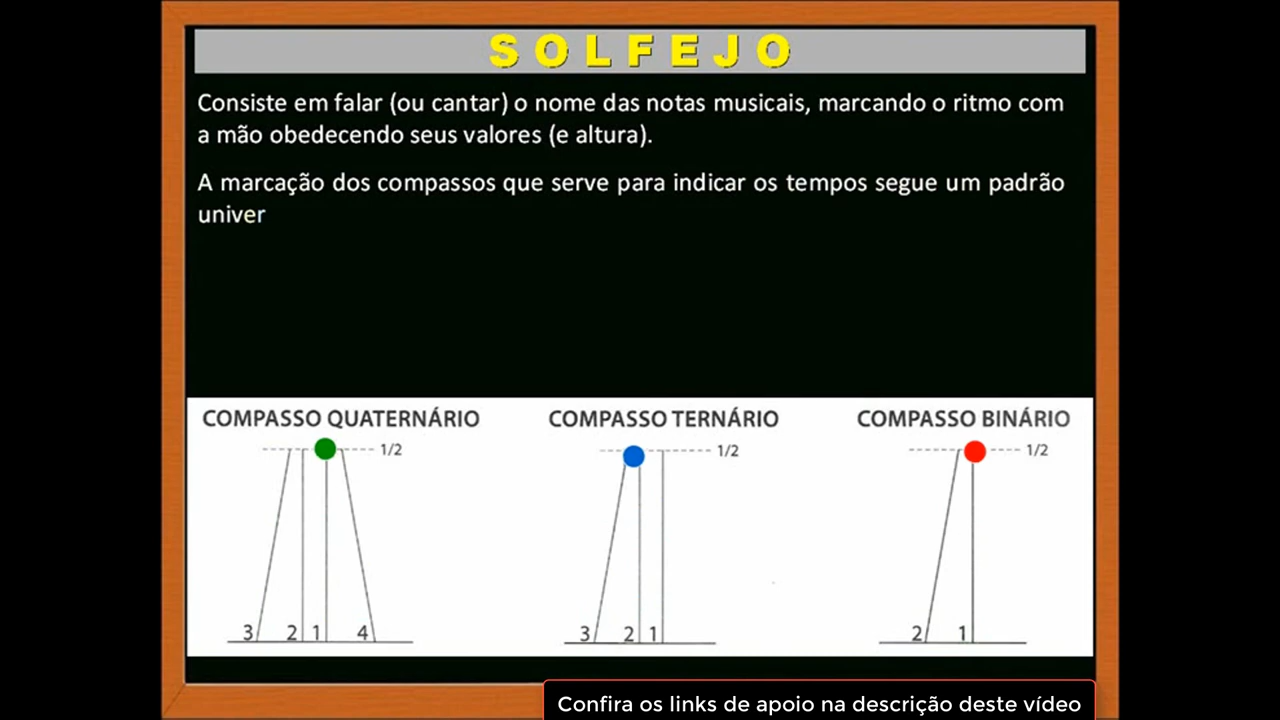 SOLFEJO
Consiste em falar (ou cantar) o nome das notas musicais, marcando o ritmo com
a mão obedecendo seus valores (e altura).
A marcação dos compassos que serve para indicar os tempos segue um padrão
univer
COMPASSO QUATERNÁRIO
1/2
3 2 1 4
COMPASSO TERNÁRIO
1/2
3 2 1
COMPASSO BINÁRIO
1/2
2 1
Confira os links de apoio na descrição deste vídeo